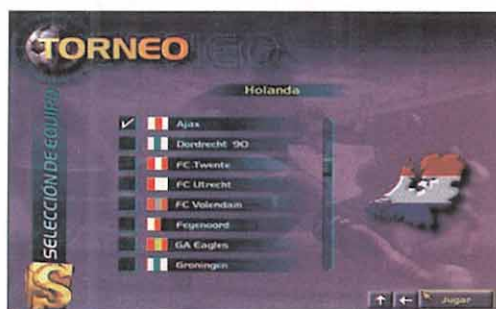 TORNEO
SELECCIÓN DE EQUIPO
Holanda
Ajax
Dordrecht '90
FC Twente
FC Utrecht
FC Volendam
Feyenoord
GA Eagles
Groningen
Jugar